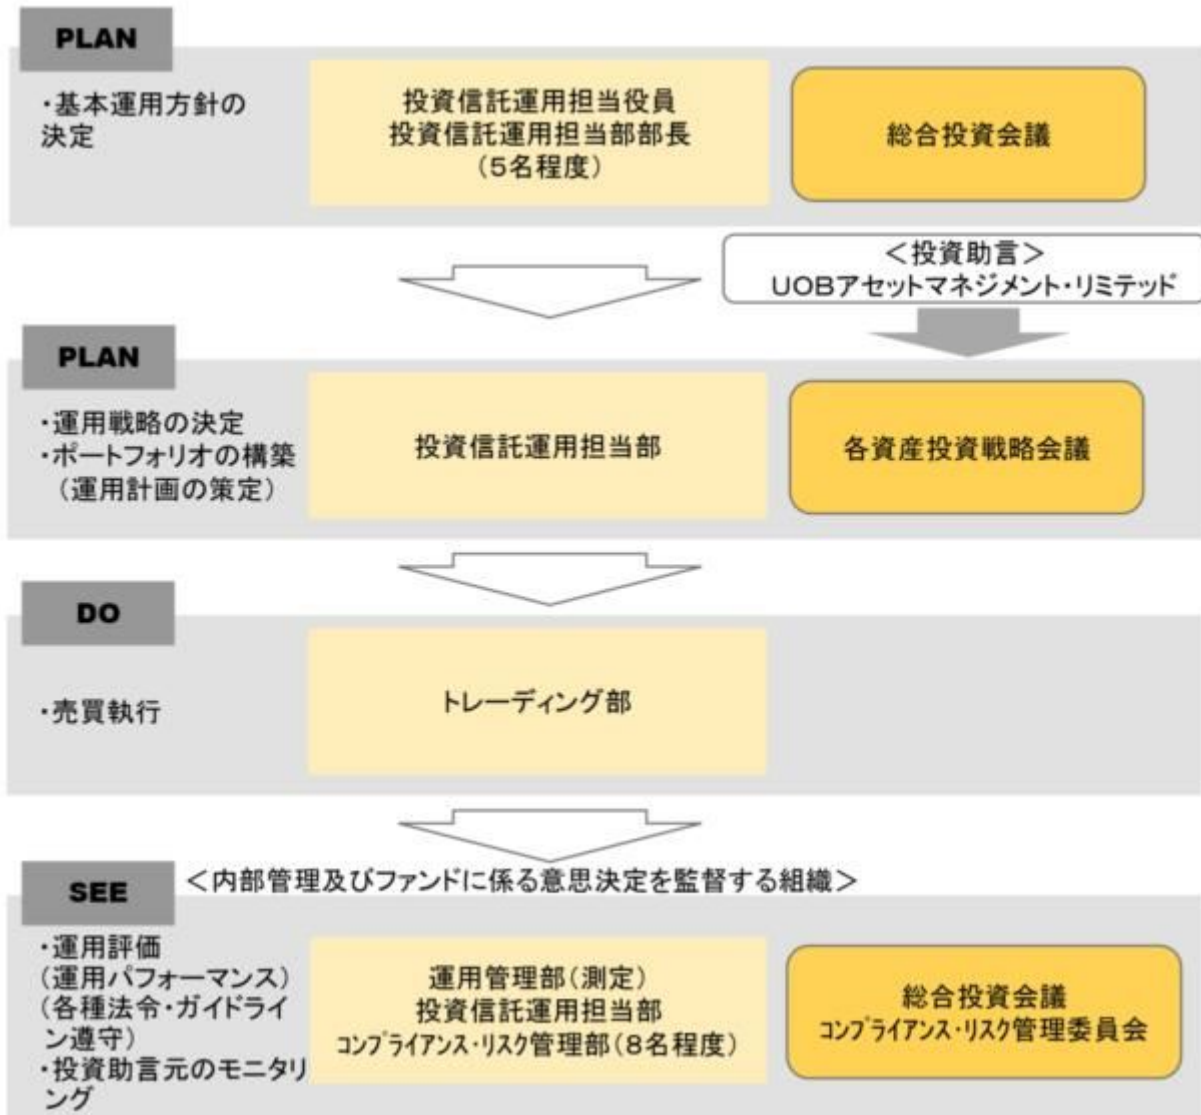 PLAN
・基本運用方針の
決定
投資信託運用担当役員
投資信託運用担当部部長
(５名程度)
総合投資会議
＜投資助言＞
ＵＯＢアセットマネジメント・リミテッド
PLAN
・運用戦略の決定
・ポートフォリオの構築
(運用計画の策定)
投資信託運用担当部
各資産投資戦略会議
DO
・売買執行
トレーディング部
SEE
＜内部管理及びファンドに係る意思決定を監督する組織＞
・運用評価
(運用パフォーマンス)
(各種法令・ガイドライ
ン遵守)
・投資助言元のモニタリ
ング
運用管理部(測定)
投資信託運用担当部
ｺﾝﾌﾟﾗｲｱﾝｽ・ﾘｽｸ管理部(８名程度)
総合投資会議
ｺﾝﾌﾟﾗｲｱﾝｽ・ﾘｽｸ管理委員会